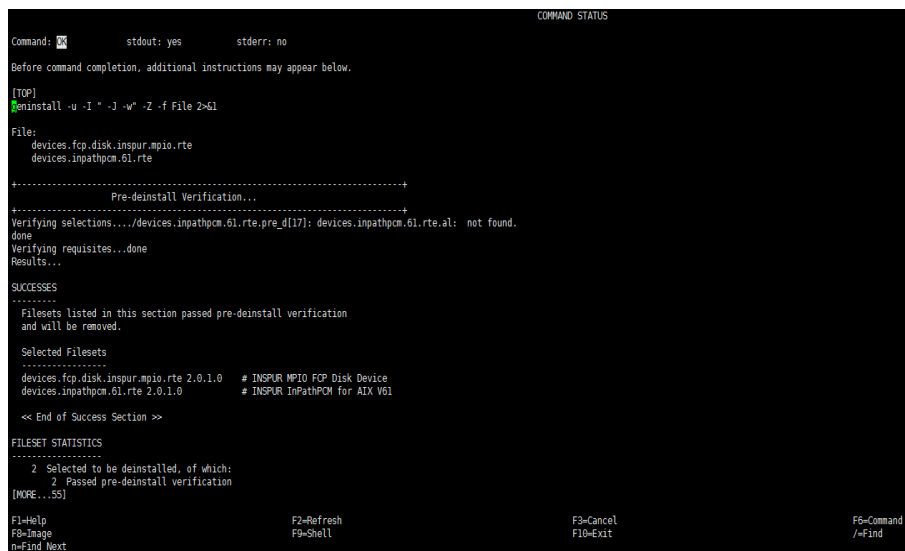 COMMAND STATUS
Command: OK stdout: yes stderr: no
Before command completion, additional instructions may appear below.
[TOP]
geninstall -u -I " -J -w" -Z -f File 2>&1
File:
devices.fcp.disk.inspur.mpio.rte
devices.inpathpcm.61.rte
+-----------------------------------------------------------------------------+
Pre-deinstall Verification...
+-----------------------------------------------------------------------------+
Verifying selections..../devices.inpathpcm.61.rte.pre_d[17]: devices.inpathpcm.61.rte.al: not found.
done
Verifying requisites...done
Results...
SUCCESSES
---------
Filesets listed in this section passed pre-deinstall verification
and will be removed.
Selected Filesets
-----------------
devices.fcp.disk.inspur.mpio.rte 2.0.1.0 # INSPUR MPIO FCP Disk Device
devices.inpathpcm.61.rte 2.0.1.0 # INSPUR InPathPCM for AIX V61
<< End of Success Section >>
FILESET STATISTICS
------------------
2 Selected to be deinstalled, of which:
2 Passed pre-deinstall verification
[MORE...55]
F1=Help F2=Refresh F3=Cancel F6=Command
F8=Image F9=Shell F10=Exit /=Find
n=Find Next